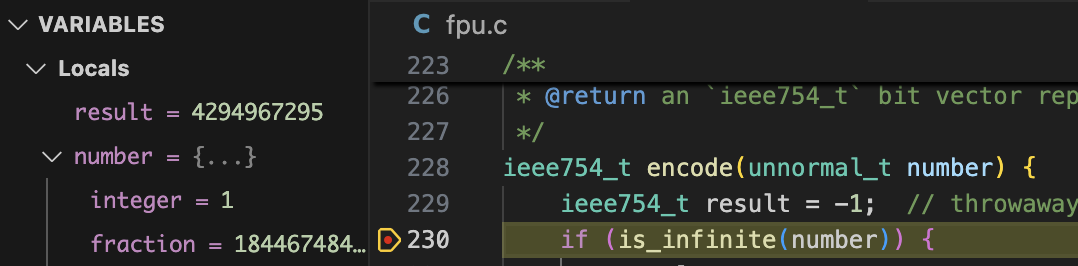 VARIABLES
Locals
result = 4294967295
number = {...}
integer = 1
fraction = 184467484…
C fpu.c
223 /**
226 * @return an `ieee754_t` bit vector rep
227 */
228 ieee754_t encode(unnormal_t number) {
229 ieee754_t result = -1; // throwaway
230 if (is_infinite(number)) {